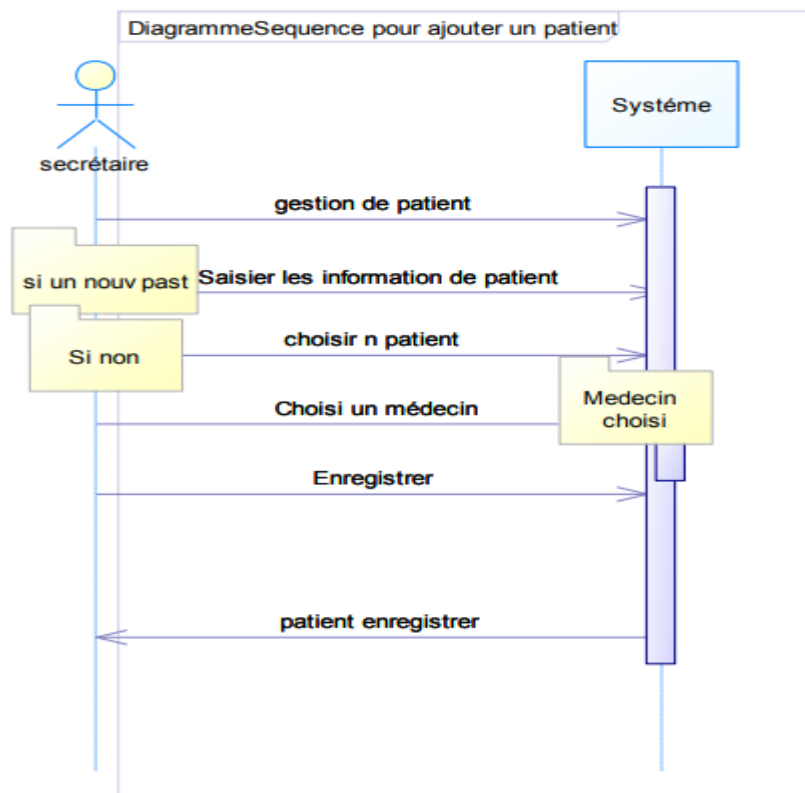 DiagrammeSequence pour ajouter un patient
Systéme
secrétaire
gestion de patient
si un nouv past
Saisier les information de patient
Si non
choisir n patient
Choisi un médecin
Medecin
choisi
Enregistrer
patient enregistrer